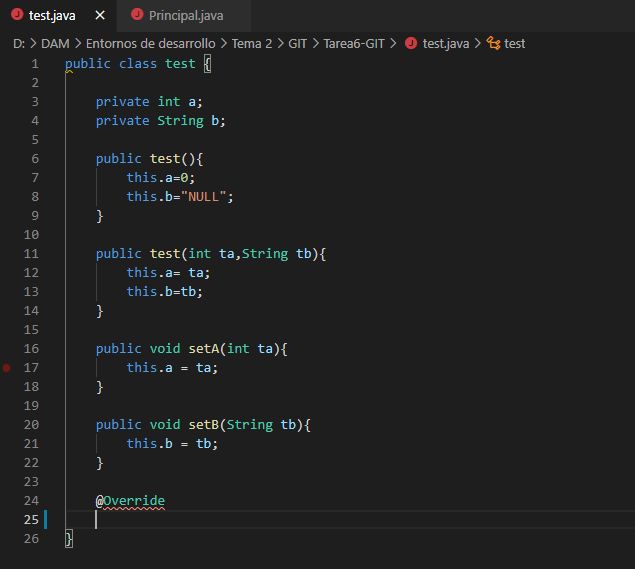 test.java Principal.java
D: > DAM > Entornos de desarrollo > Tema 2 > GIT > Tarea6-GIT > test.java > test
1 public class test {
2
3     private int a;
4     private String b;
5
6     public test(){
7         this.a=0;
8         this.b="NULL";
9     }
10
11     public test(int ta,String tb){
12         this.a= ta;
13         this.b=tb;
14     }
15
16     public void setA(int ta){
17         this.a = ta;
18     }
19
20     public void setB(String tb){
21         this.b = tb;
22     }
23
24     @Override
25
26 }